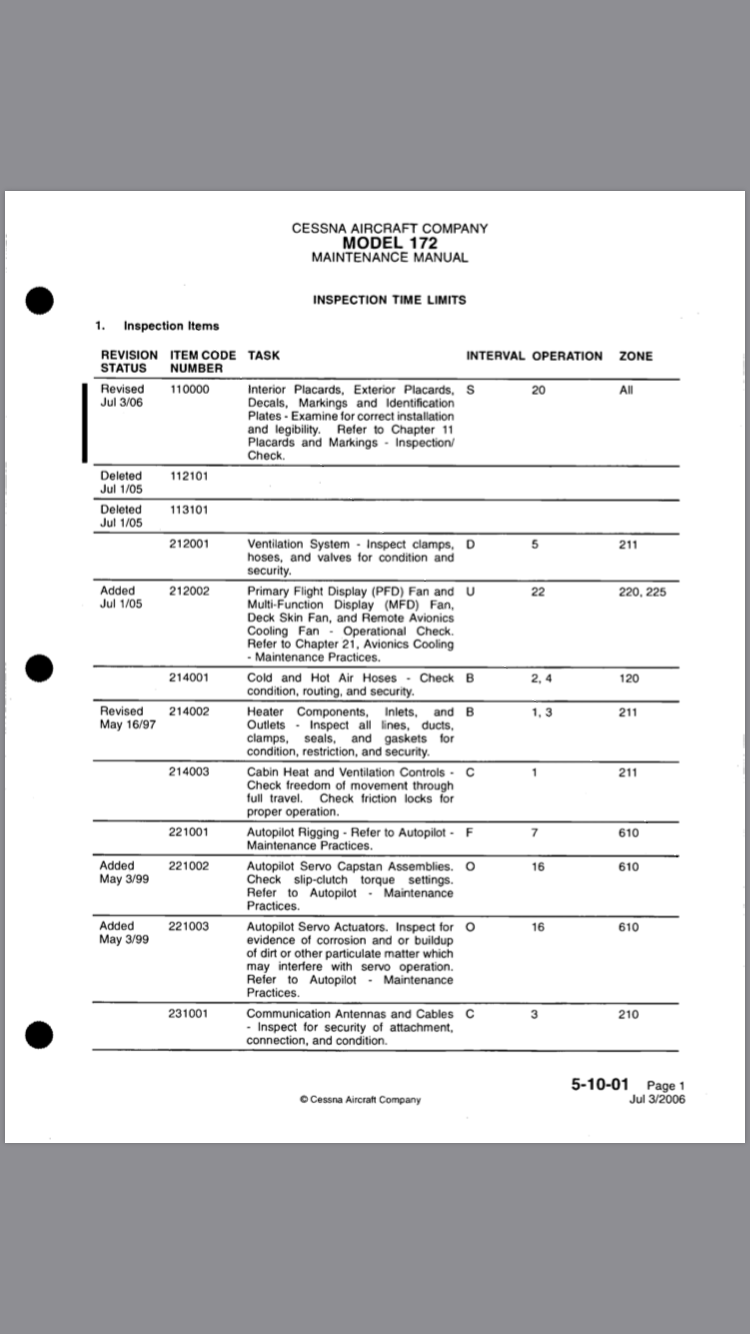 CESSNA AIRCRAFT COMPANY
MODEL 172
MAINTENANCE MANUAL
INSPECTION TIME LIMITS
1. Inspection Items
REVISION STATUS ITEM CODE NUMBER TASK INTERVAL OPERATION ZONE
Revised 110000 Interior Placards, Exterior Placards, S 20 All
Jul 3/06 Decals, Markings and Identification
Plates - Examine for correct installation
and legibility. Refer to Chapter 11
Placards and Markings - Inspection/
Check.
Deleted 112101
Jul 1/05
Deleted 113101
Jul 1/05
212001 Ventilation System - Inspect clamps, D 5 211
hoses, and valves for condition and
security.
Added 212002 Primary Flight Display (PFD) Fan and U 22 220, 225
Jul 1/05 Multi-Function Display (MFD) Fan,
Deck Skin Fan, and Remote Avionics
Cooling Fan - Operational Check.
Refer to Chapter 21, Avionics Cooling
- Maintenance Practices.
214001 Cold and Hot Air Hoses - Check B 2, 4 120
condition, routing, and security.
Revised 214002 Heater Components, Inlets, and B 1, 3 211
May 16/97 Outlets - Inspect all lines, ducts,
clamps, seals, and gaskets for
condition, restriction, and security.
214003 Cabin Heat and Ventilation Controls - C 1 211
Check freedom of movement through
full travel. Check friction locks for
proper operation.
221001 Autopilot Rigging - Refer to Autopilot - F 7 610
Maintenance Practices.
Added 221002 Autopilot Servo Capstan Assemblies. O 16 610
May 3/99 Check slip-clutch torque settings.
Refer to Autopilot - Maintenance
Practices.
Added 221003 Autopilot Servo Actuators. Inspect for O 16 610
May 3/99 evidence of corrosion and or buildup
of dirt or other particulate matter which
may interfere with servo operation.
Refer to Autopilot - Maintenance
Practices.
231001 Communication Antennas and Cables C 3 210
- Inspect for security of attachment,
connection, and condition.
5-10-01 Page 1
© Cessna Aircraft Company Jul 3/2006